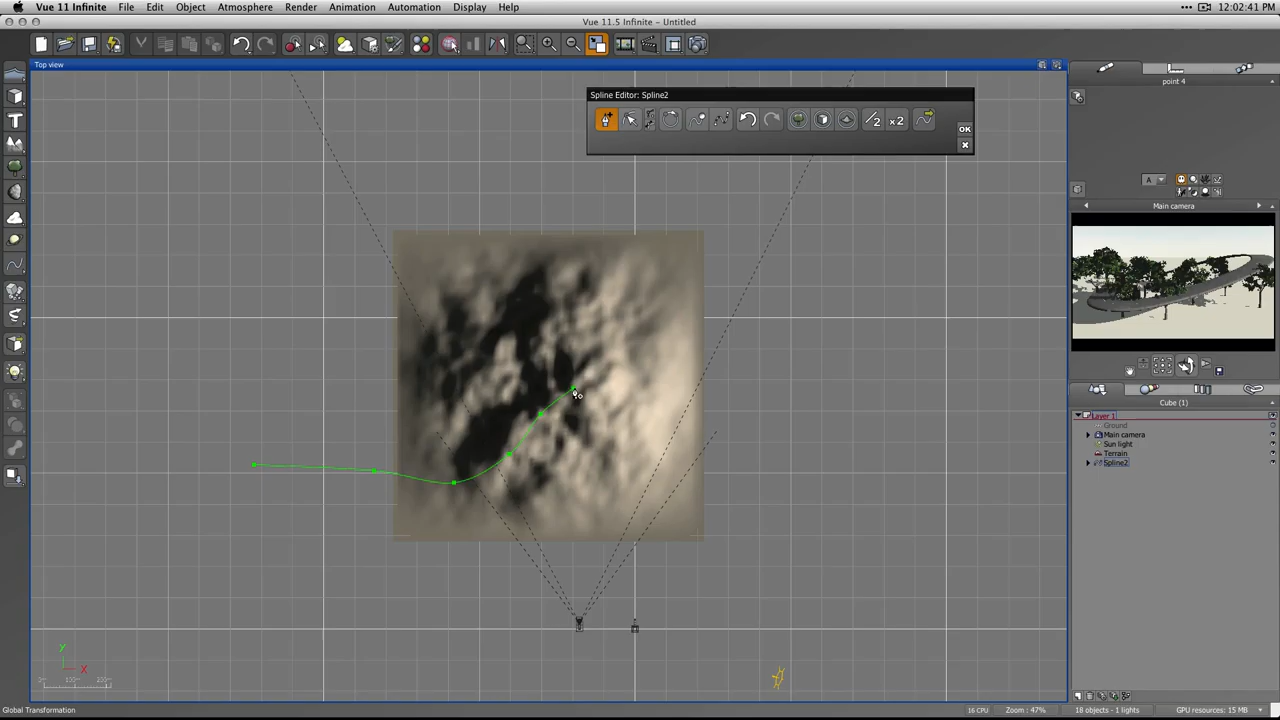 Vue 11 Infinite File Edit Object Atmosphere Render Animation Automation Display Help 12:02:41 PM
Vue 11.5 Infinite - Untitled
Top view
Spline Editor: Spline2
/2 x2
OK
point 4
A
Main camera
Cube (1)
Layer 1
Ground
Main camera
Sun light
Terrain
Spline2
Y
X
Global Transformation 16 CPU Zoom : 47% 18 objects - 1 lights GPU resources: 15 MB